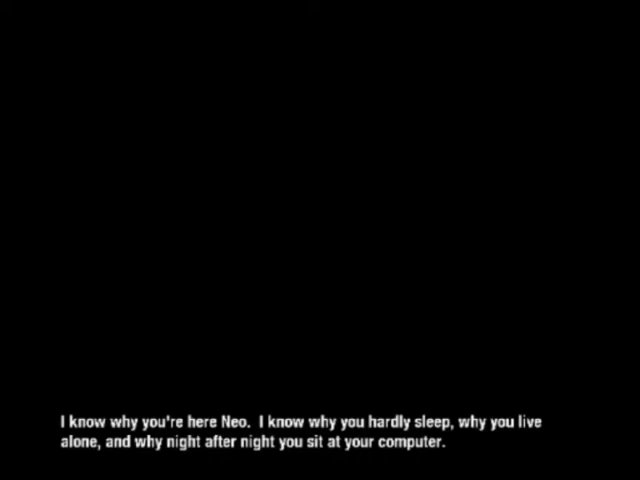 I know why you're here Neo.  I know why you hardly sleep, why you live
alone, and why night after night you sit at your computer.